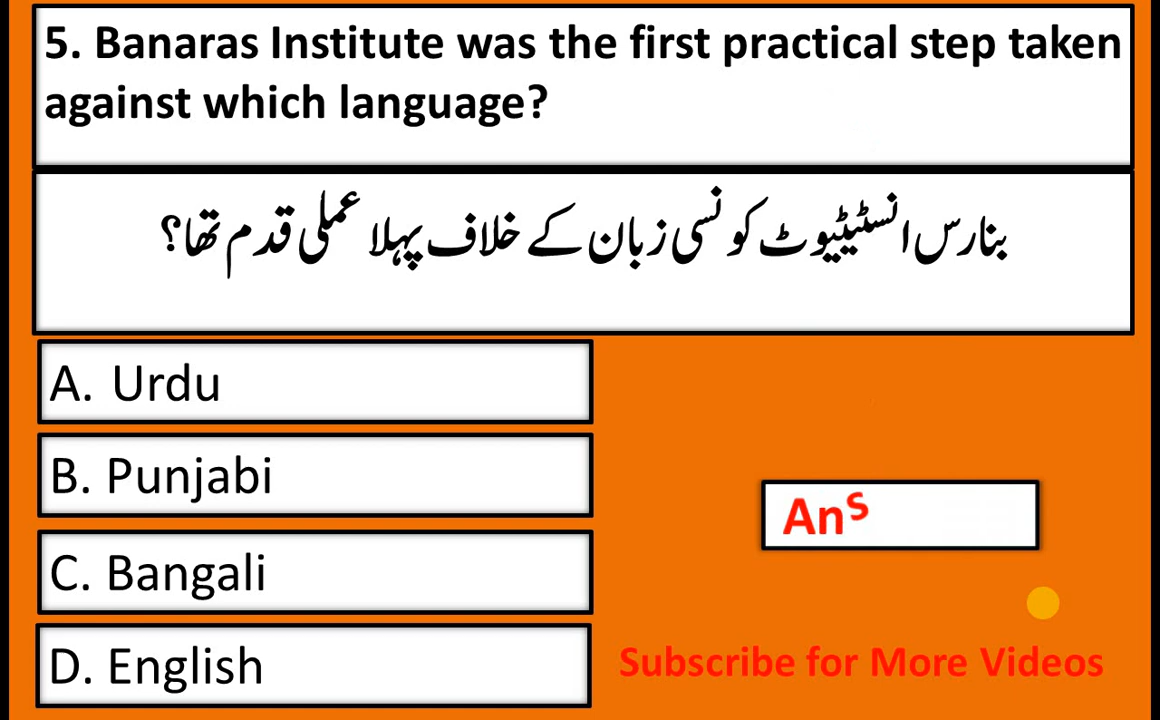 5. Banaras Institute was the first practical step taken
against which language?
بنارس انسٹیٹیوٹ کونسی زبان کے خلاف پہلا عملی قدم تھا؟
A. Urdu
B. Punjabi
C. Bangali
D. English
Ans
Subscribe for More Videos